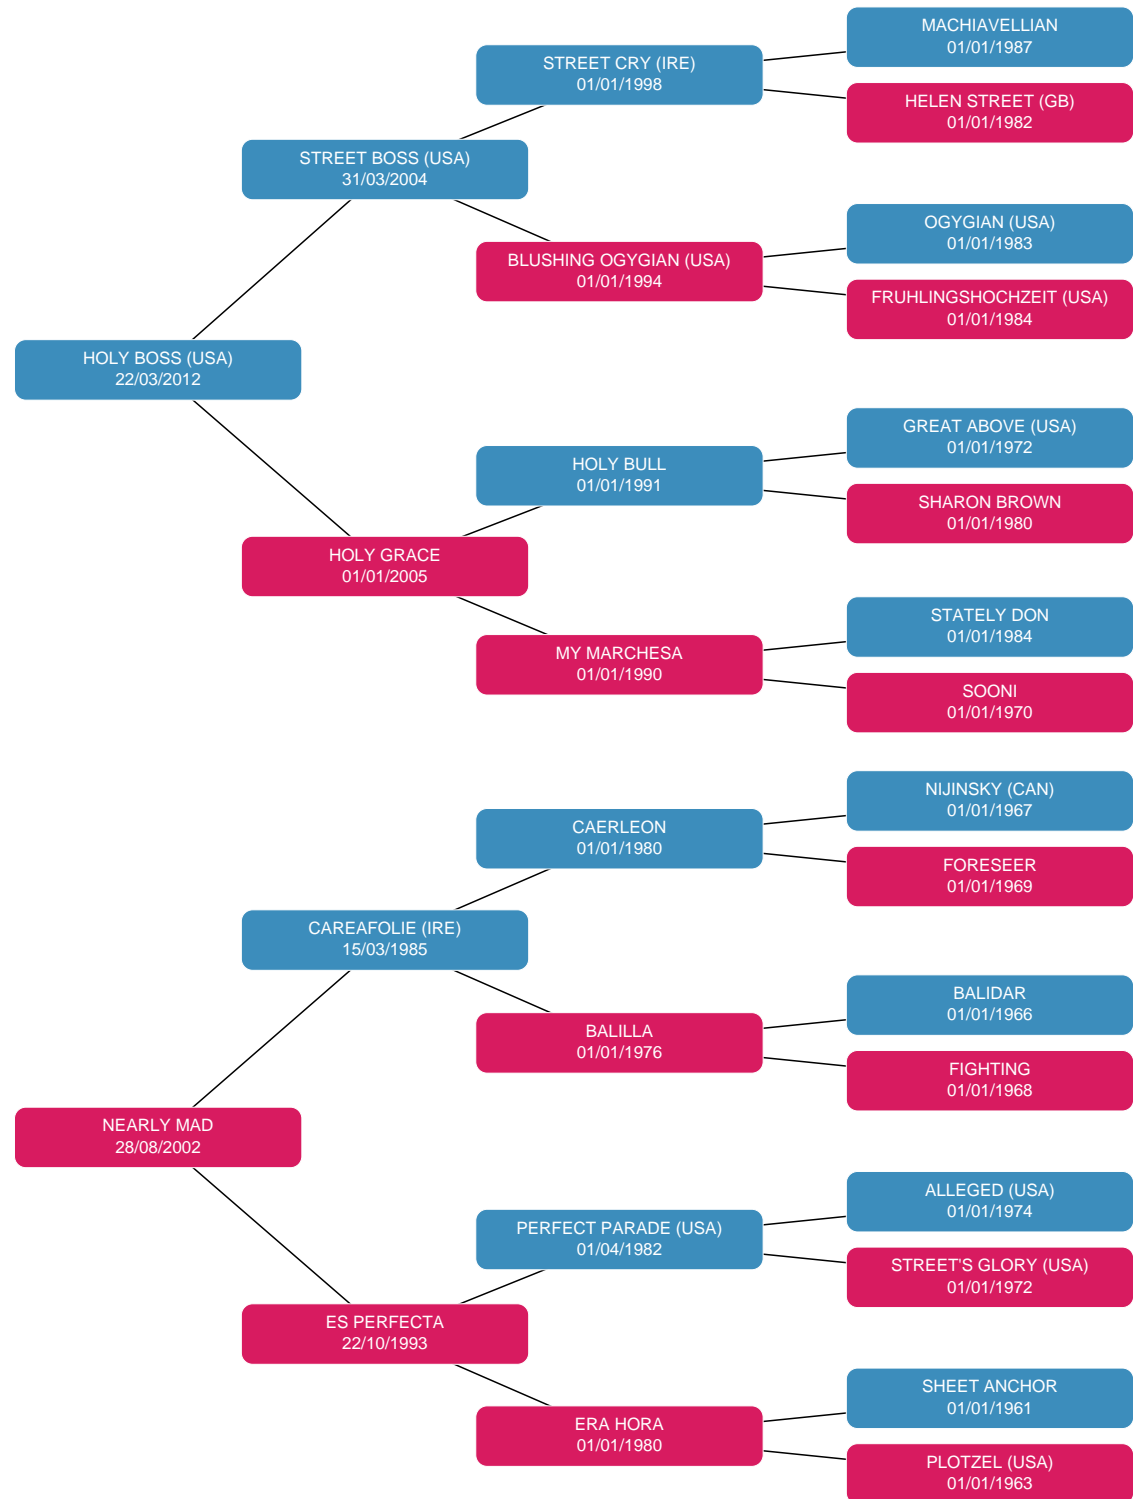 MACHIAVELLIAN
01/01/1987
STREET CRY (IRE)
01/01/1998
HELEN STREET (GB)
01/01/1982
STREET BOSS (USA)
31/03/2004
OGYGIAN (USA)
01/01/1983
BLUSHING OGYGIAN (USA)
01/01/1994
FRUHLINGSHOCHZEIT (USA)
01/01/1984
HOLY BOSS (USA)
22/03/2012
GREAT ABOVE (USA)
01/01/1972
HOLY BULL
01/01/1991
SHARON BROWN
01/01/1980
HOLY GRACE
01/01/2005
STATELY DON
01/01/1984
MY MARCHESA
01/01/1990
SOONI
01/01/1970
NIJINSKY (CAN)
01/01/1967
CAERLEON
01/01/1980
FORESEER
01/01/1969
CAREAFOLIE (IRE)
15/03/1985
BALIDAR
01/01/1966
BALILLA
01/01/1976
FIGHTING
01/01/1968
NEARLY MAD
28/08/2002
ALLEGED (USA)
01/01/1974
PERFECT PARADE (USA)
01/04/1982
STREET'S GLORY (USA)
01/01/1972
ES PERFECTA
22/10/1993
SHEET ANCHOR
01/01/1961
ERA HORA
01/01/1980
PLOTZEL (USA)
01/01/1963